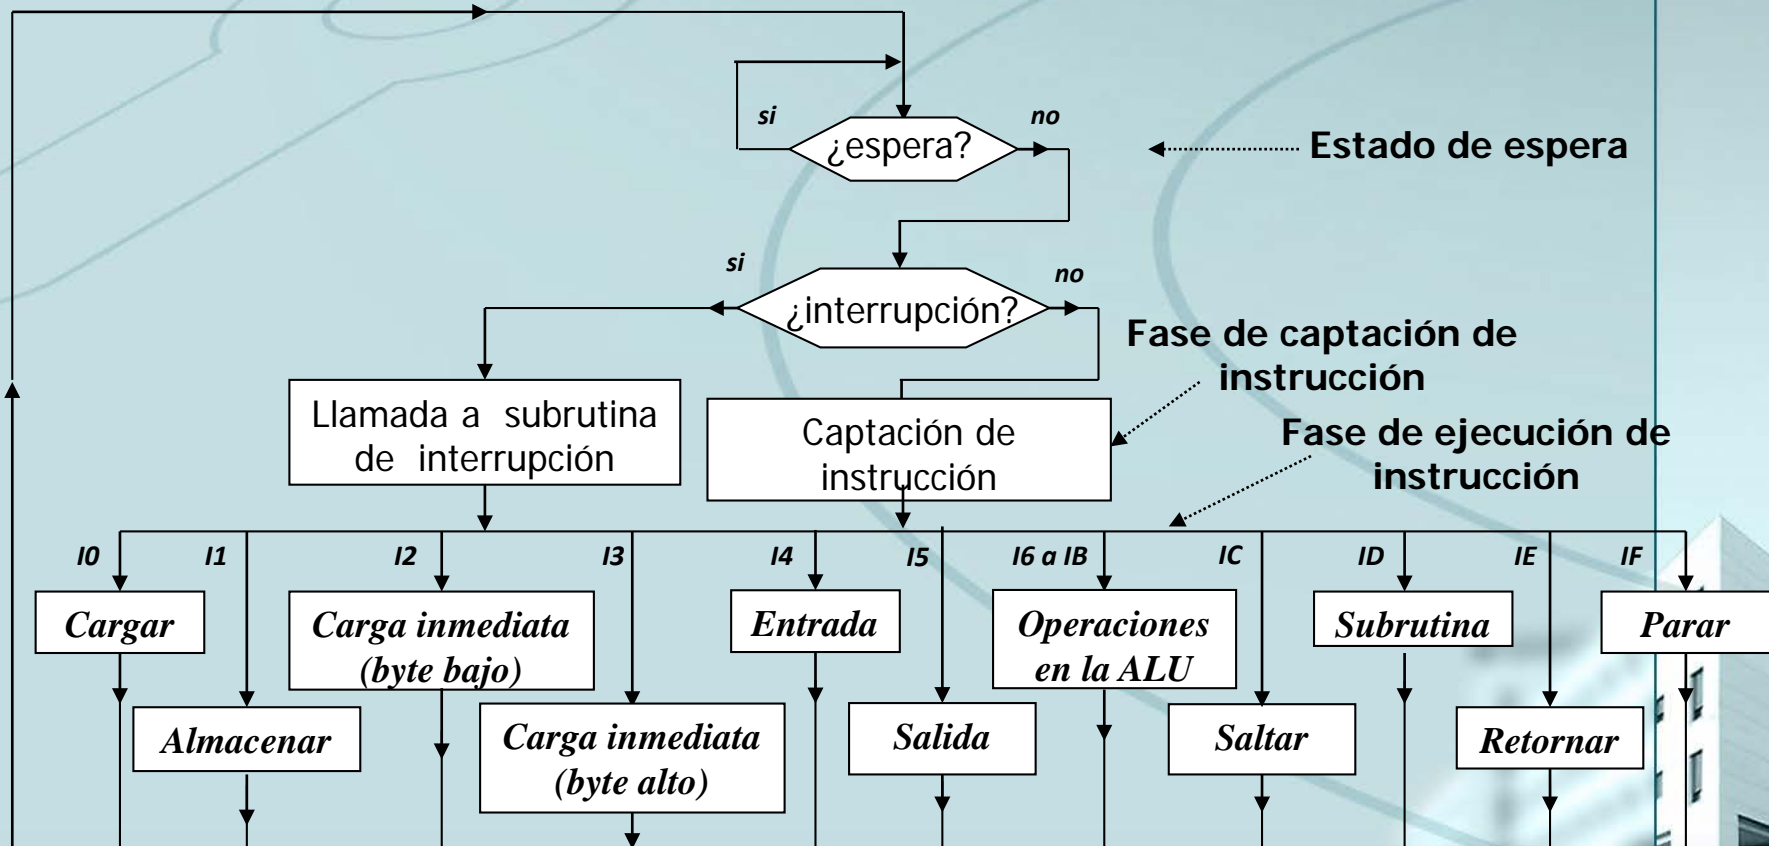 si
no
¿espera?
Estado de espera
si
no
¿interrupción?
Fase de captación de
instrucción
Llamada a subrutina
de interrupción
Captación de
instrucción
Fase de ejecución de
instrucción
I0
I1
I2
I3
I4
I5
I6 a IB
IC
ID
IE
IF
Cargar
Carga inmediata
(byte bajo)
Entrada
Operaciones
en la ALU
Subrutina
Parar
Almacenar
Carga inmediata
(byte alto)
Salida
Saltar
Retornar